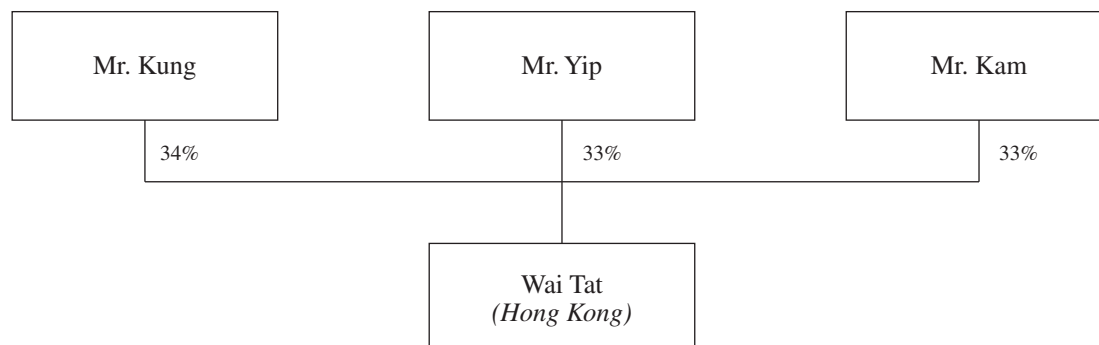 Mr. Kung
Mr. Yip
Mr. Kam
34%
33%
33%
Wai Tat
(Hong Kong)